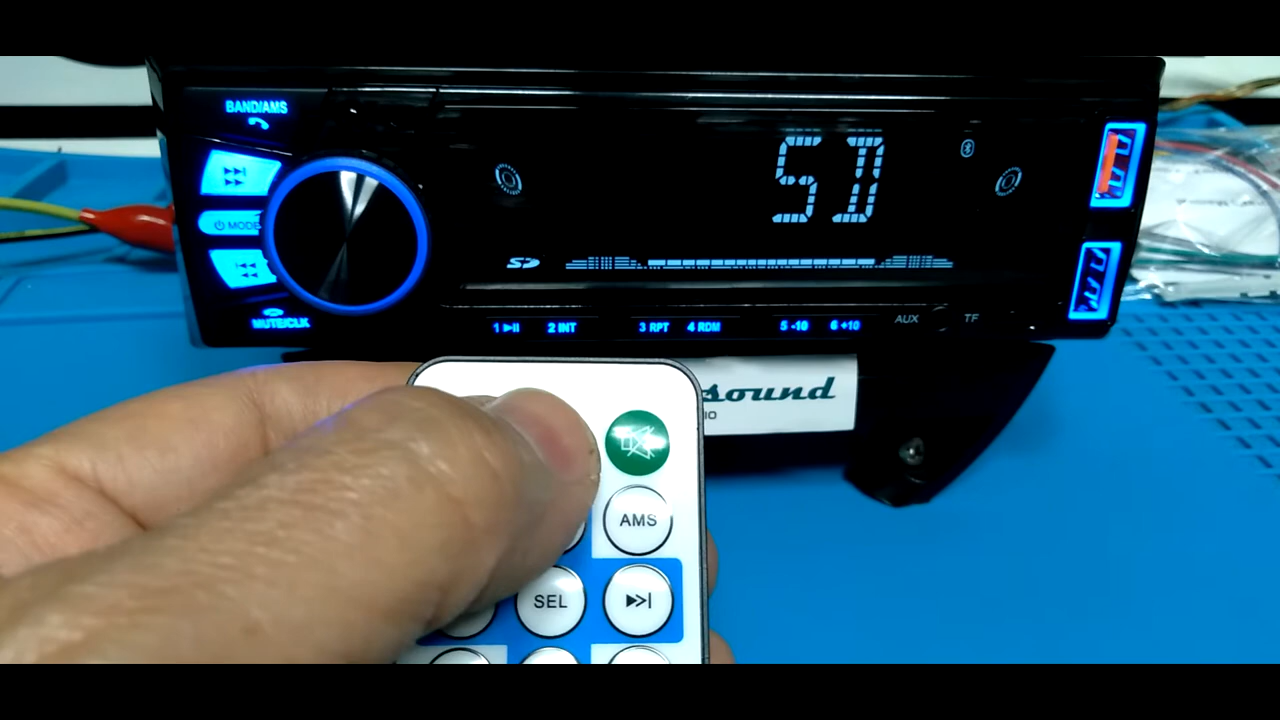 BAND/AMS
SD
MODE
SD
MUTE/CLK
1 2 INT 3 RPT 4 RDM 5 -10 6 +10 AUX TF
sound
IO
AMS
SEL